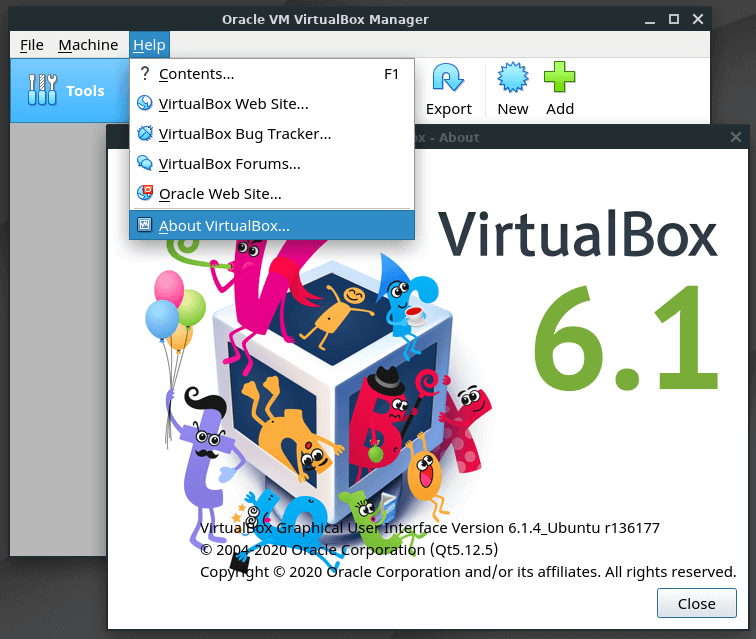 Oracle VM VirtualBox Manager
File Machine Help
Tools
Contents... F1
VirtualBox Web Site...
VirtualBox Bug Tracker...
VirtualBox Forums...
Oracle Web Site...
About VirtualBox...
Export New Add
- About
VirtualBox
6.1
VirtualBox Graphical User Interface Version 6.1.4_Ubuntu r136177
© 2004-2020 Oracle Corporation (Qt5.12.5)
Copyright © 2020 Oracle Corporation and/or its affiliates. All rights reserved.
Close